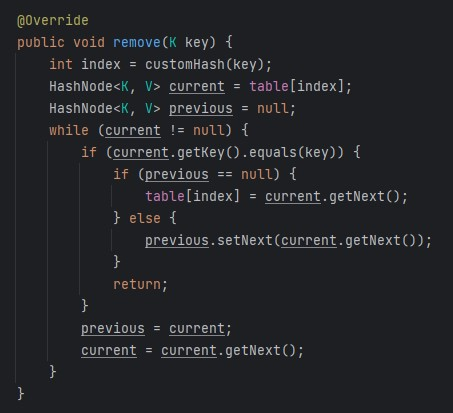 @Override
public void remove(K key) {
    int index = customHash(key);
    HashNode<K, V> current = table[index];
    HashNode<K, V> previous = null;
    while (current != null) {
        if (current.getKey().equals(key)) {
            if (previous == null) {
                table[index] = current.getNext();
            } else {
                previous.setNext(current.getNext());
            }
            return;
        }
        previous = current;
        current = current.getNext();
    }
}